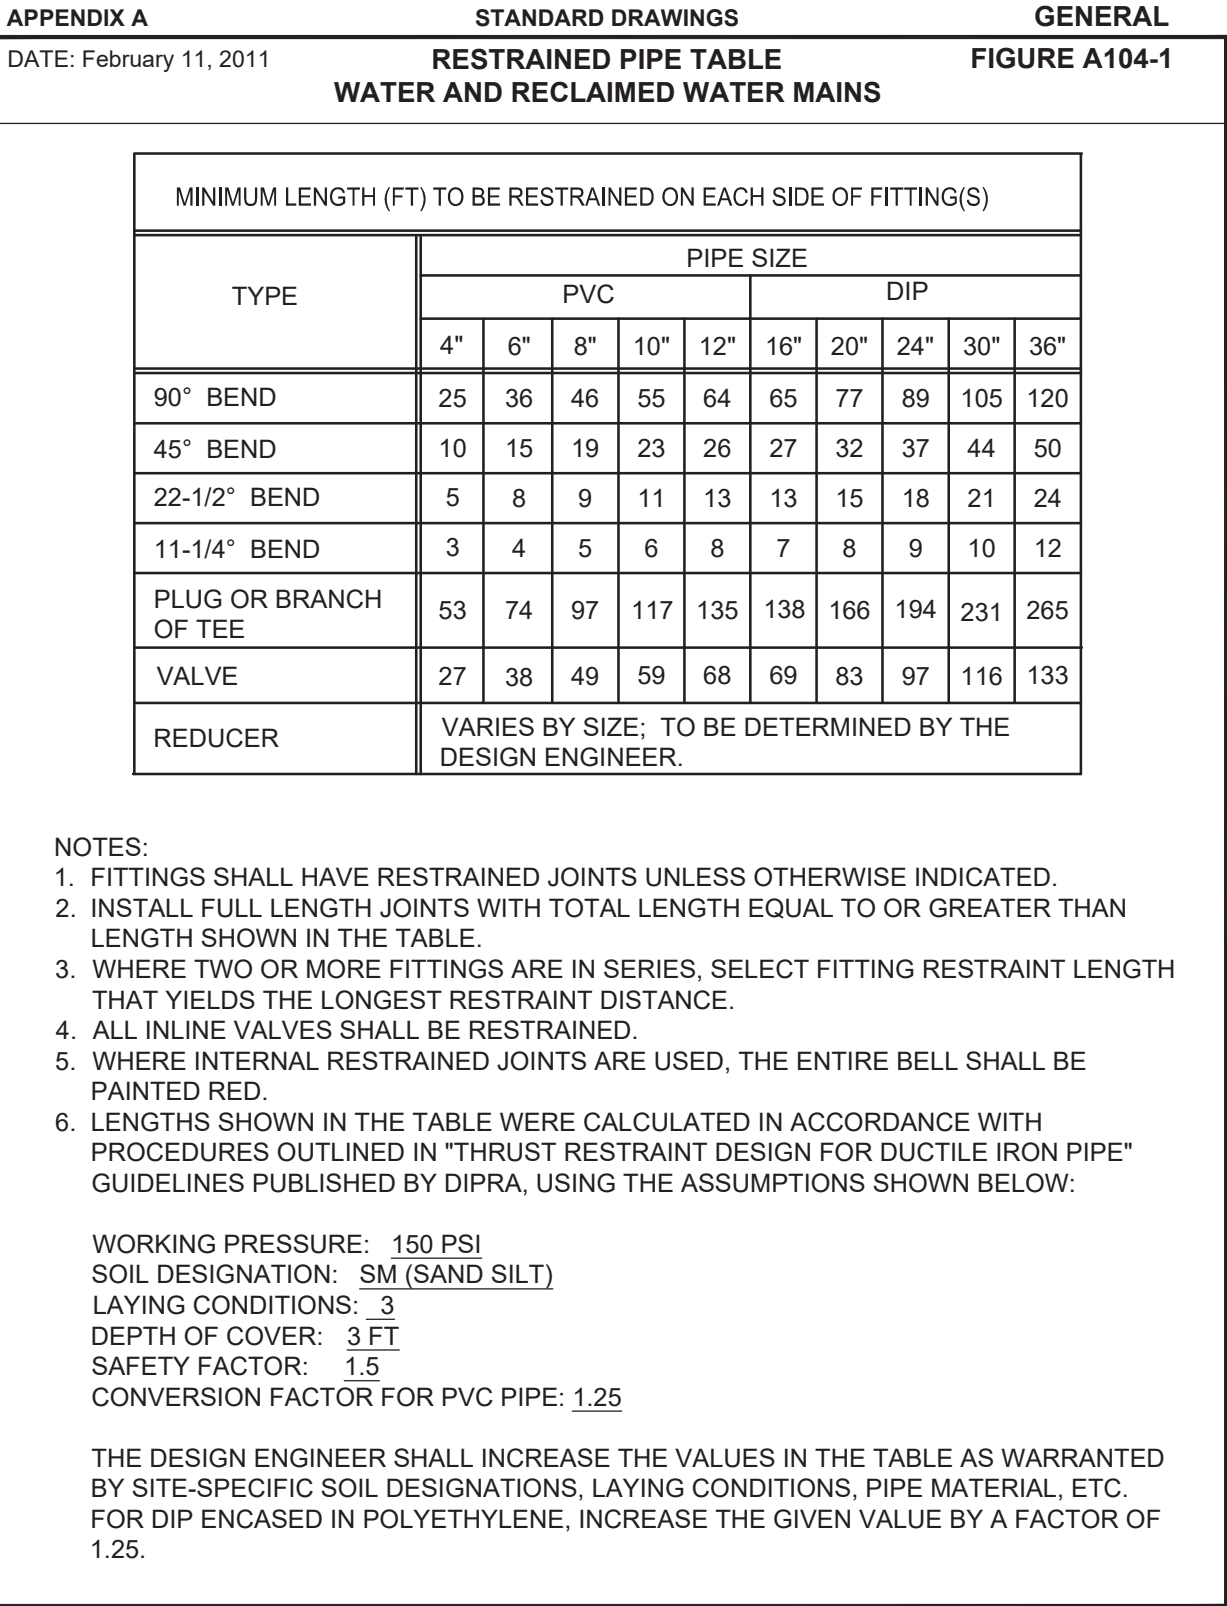 APPENDIX A STANDARD DRAWINGS GENERAL
DATE: February 11, 2011 RESTRAINED PIPE TABLE FIGURE A104-1
WATER AND RECLAIMED WATER MAINS
MINIMUM LENGTH (FT) TO BE RESTRAINED ON EACH SIDE OF FITTING(S)
TYPE PIPE SIZE
PVC DIP
4" 6" 8" 10" 12" 16" 20" 24" 30" 36"
90° BEND 25 36 46 55 64 65 77 89 105 120
45° BEND 10 15 19 23 26 27 32 37 44 50
22-1/2° BEND 5 8 9 11 13 13 15 18 21 24
11-1/4° BEND 3 4 5 6 8 7 8 9 10 12
PLUG OR BRANCH
OF TEE 53 74 97 117 135 138 166 194 231 265
VALVE 27 38 49 59 68 69 83 97 116 133
REDUCER VARIES BY SIZE; TO BE DETERMINED BY THE
DESIGN ENGINEER.
NOTES:
1. FITTINGS SHALL HAVE RESTRAINED JOINTS UNLESS OTHERWISE INDICATED.
2. INSTALL FULL LENGTH JOINTS WITH TOTAL LENGTH EQUAL TO OR GREATER THAN
LENGTH SHOWN IN THE TABLE.
3. WHERE TWO OR MORE FITTINGS ARE IN SERIES, SELECT FITTING RESTRAINT LENGTH
THAT YIELDS THE LONGEST RESTRAINT DISTANCE.
4. ALL INLINE VALVES SHALL BE RESTRAINED.
5. WHERE INTERNAL RESTRAINED JOINTS ARE USED, THE ENTIRE BELL SHALL BE
PAINTED RED.
6. LENGTHS SHOWN IN THE TABLE WERE CALCULATED IN ACCORDANCE WITH
PROCEDURES OUTLINED IN "THRUST RESTRAINT DESIGN FOR DUCTILE IRON PIPE"
GUIDELINES PUBLISHED BY DIPRA, USING THE ASSUMPTIONS SHOWN BELOW:
WORKING PRESSURE: 150 PSI
SOIL DESIGNATION: SM (SAND SILT)
LAYING CONDITIONS: 3
DEPTH OF COVER: 3 FT
SAFETY FACTOR: 1.5
CONVERSION FACTOR FOR PVC PIPE: 1.25
THE DESIGN ENGINEER SHALL INCREASE THE VALUES IN THE TABLE AS WARRANTED
BY SITE-SPECIFIC SOIL DESIGNATIONS, LAYING CONDITIONS, PIPE MATERIAL, ETC.
FOR DIP ENCASED IN POLYETHYLENE, INCREASE THE GIVEN VALUE BY A FACTOR OF
1.25.